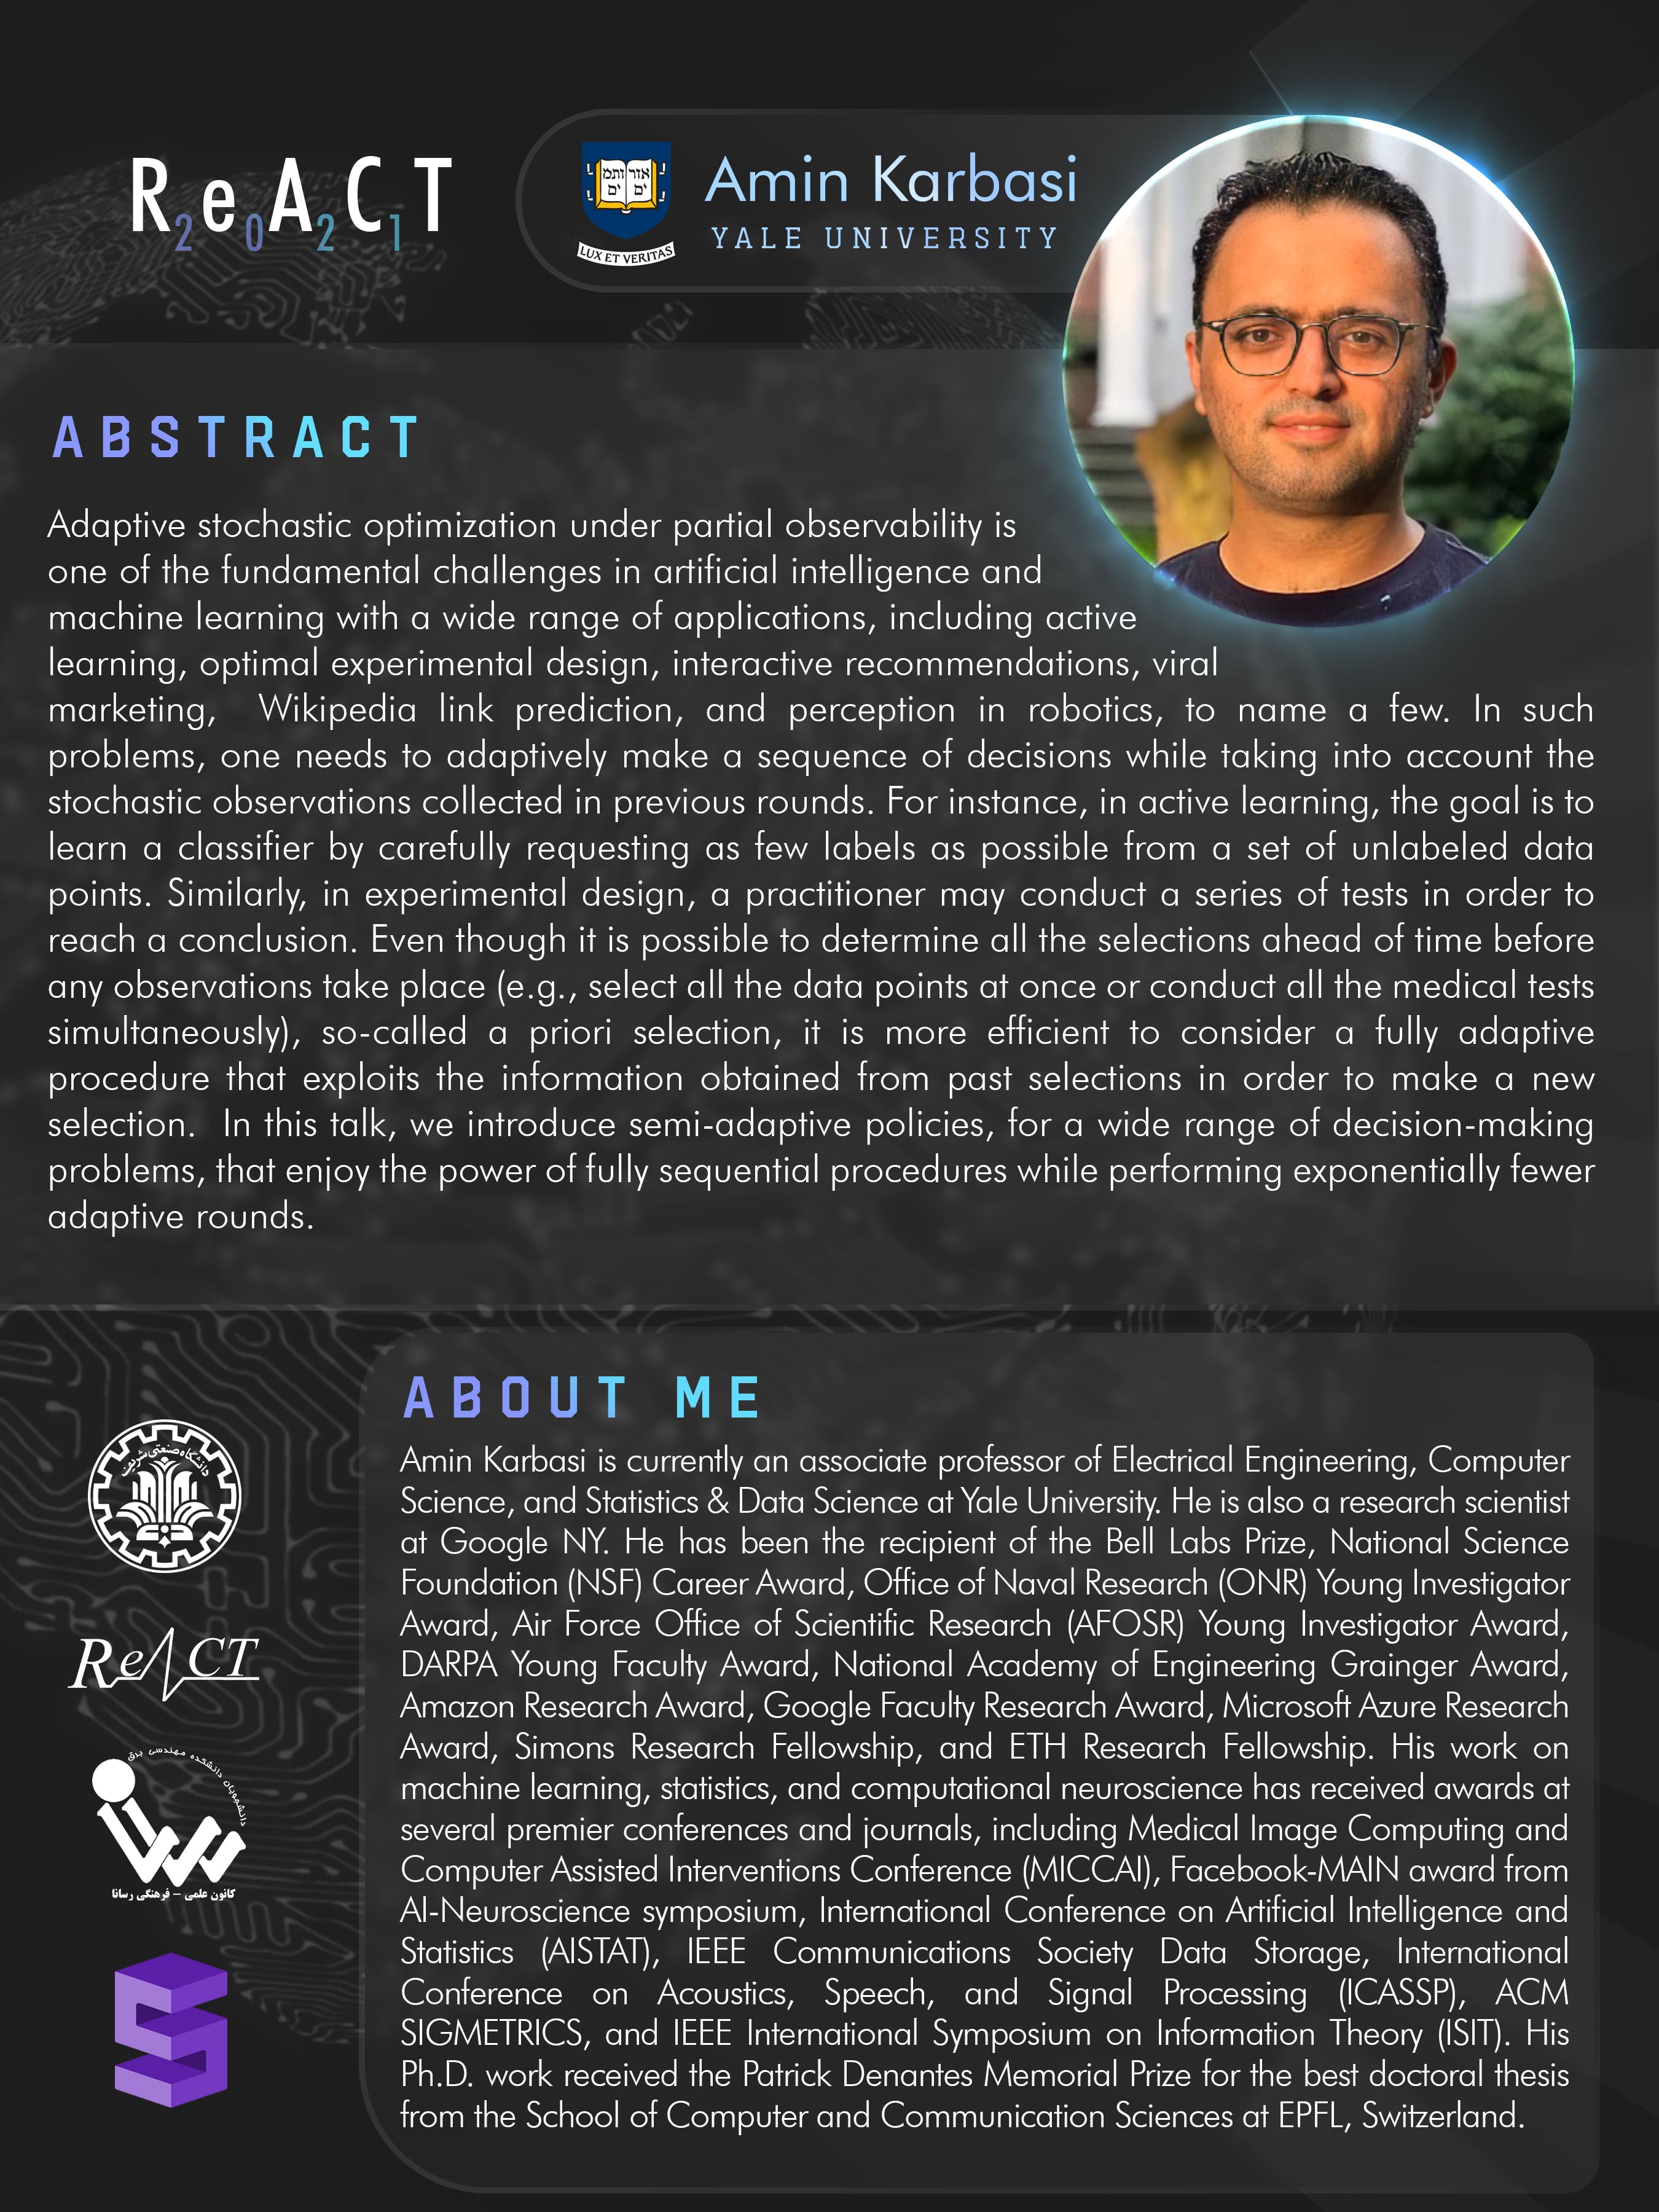 ReACT
2021
אורים
ותמים
LUX ET VERITAS
Amin Karbasi
YALE UNIVERSITY
ABSTRACT
Adaptive stochastic optimization under partial observability is
one of the fundamental challenges in artificial intelligence and
machine learning with a wide range of applications, including active
learning, optimal experimental design, interactive recommendations, viral
marketing, Wikipedia link prediction, and perception in robotics, to name a few. In such
problems, one needs to adaptively make a sequence of decisions while taking into account the
stochastic observations collected in previous rounds. For instance, in active learning, the goal is to
learn a classifier by carefully requesting as few labels as possible from a set of unlabeled data
points. Similarly, in experimental design, a practitioner may conduct a series of tests in order to
reach a conclusion. Even though it is possible to determine all the selections ahead of time before
any observations take place (e.g., select all the data points at once or conduct all the medical tests
simultaneously), so-called a priori selection, it is more efficient to consider a fully adaptive
procedure that exploits the information obtained from past selections in order to make a new
selection. In this talk, we introduce semi-adaptive policies, for a wide range of decision-making
problems, that enjoy the power of fully sequential procedures while performing exponentially fewer
adaptive rounds.
ABOUT ME
Amin Karbasi is currently an associate professor of Electrical Engineering, Computer
Science, and Statistics & Data Science at Yale University. He is also a research scientist
at Google NY. He has been the recipient of the Bell Labs Prize, National Science
Foundation (NSF) Career Award, Office of Naval Research (ONR) Young Investigator
Award, Air Force Office of Scientific Research (AFOSR) Young Investigator Award,
DARPA Young Faculty Award, National Academy of Engineering Grainger Award,
Amazon Research Award, Google Faculty Research Award, Microsoft Azure Research
Award, Simons Research Fellowship, and ETH Research Fellowship. His work on
machine learning, statistics, and computational neuroscience has received awards at
several premier conferences and journals, including Medical Image Computing and
Computer Assisted Interventions Conference (MICCAI), Facebook-MAIN award from
AI-Neuroscience symposium, International Conference on Artificial Intelligence and
Statistics (AISTAT), IEEE Communications Society Data Storage, International
Conference on Acoustics, Speech, and Signal Processing (ICASSP), ACM
SIGMETRICS, and IEEE International Symposium on Information Theory (ISIT). His
Ph.D. work received the Patrick Denantes Memorial Prize for the best doctoral thesis
from the School of Computer and Communication Sciences at EPFL, Switzerland.
دانشگاه صنعتی شریف
ReACT
دانشجویان دانشکده مهندسی برق
رسانا
کانون علمی - فرهنگی رسانا